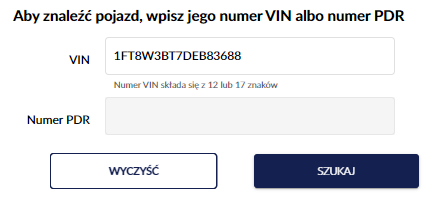 Aby znaleźć pojazd, wpisz jego numer VIN albo numer PDR
VIN
1FT8W3BT7DEB83688
Numer VIN składa się z 12 lub 17 znaków
Numer PDR
WYCZYŚĆ SZUKAJ